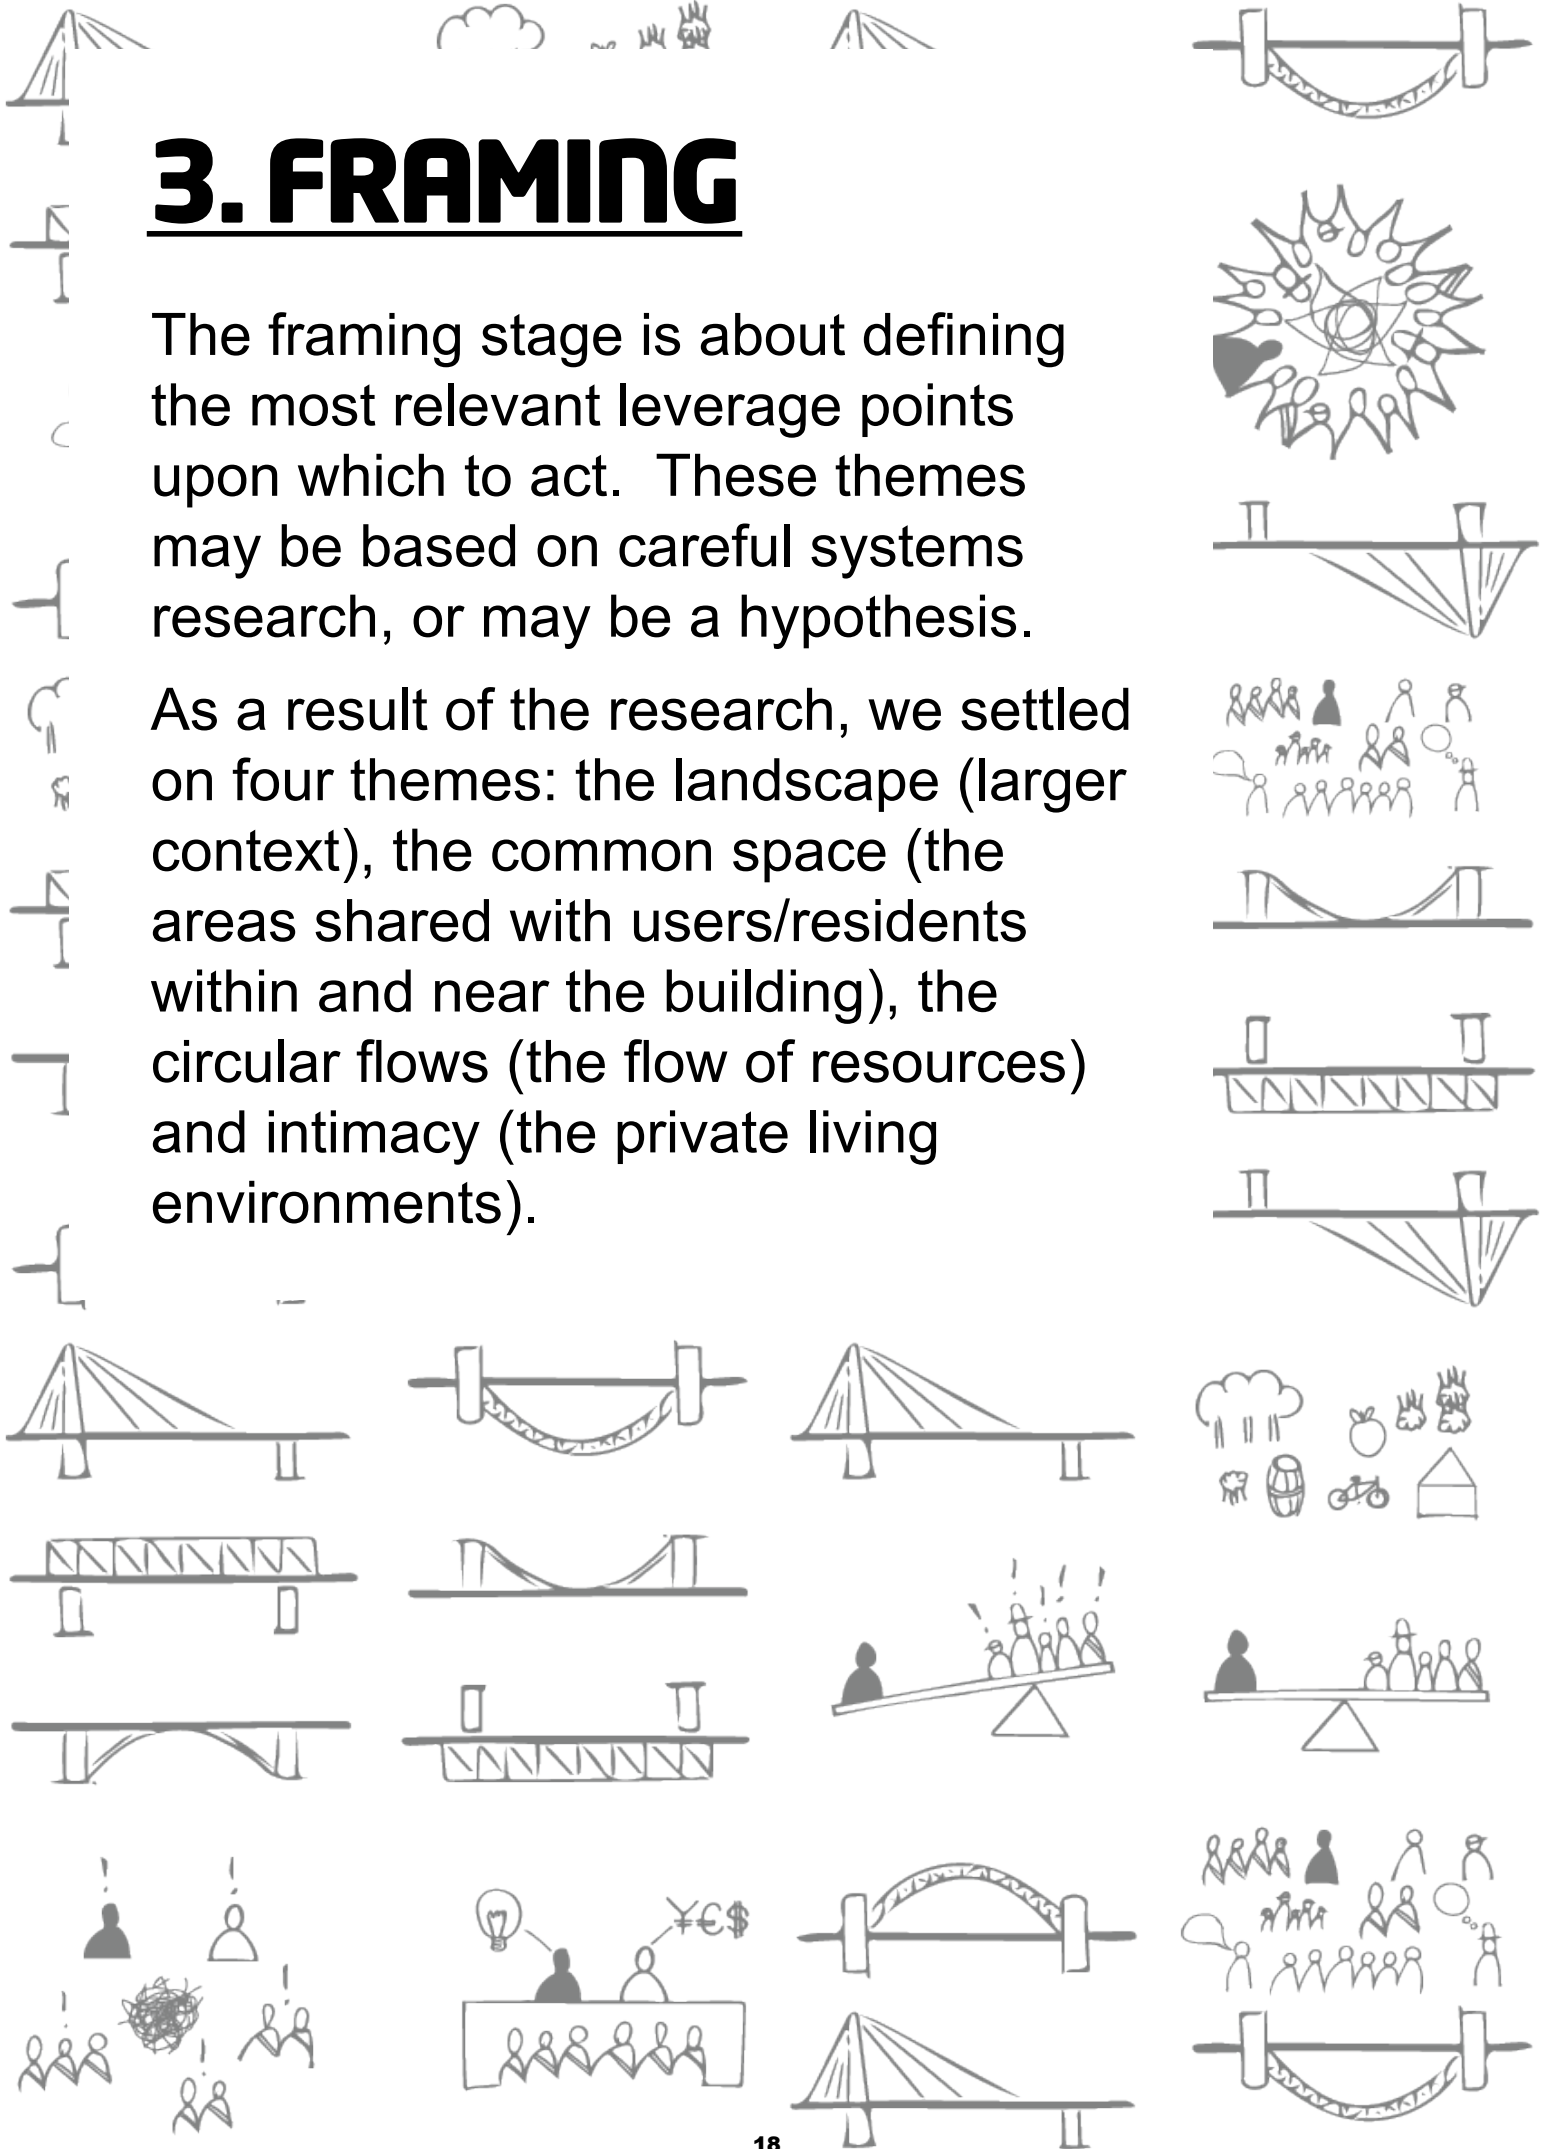 3. FRAMING
The framing stage is about defining
the most relevant leverage points
upon which to act.  These themes
may be based on careful systems
research, or may be a hypothesis.
As a result of the research, we settled
on four themes: the landscape (larger
context), the common space (the
areas shared with users/residents
within and near the building), the
circular flows (the flow of resources)
and intimacy (the private living
environments).
! ! ! !
! !
¥€$
! ! !
18